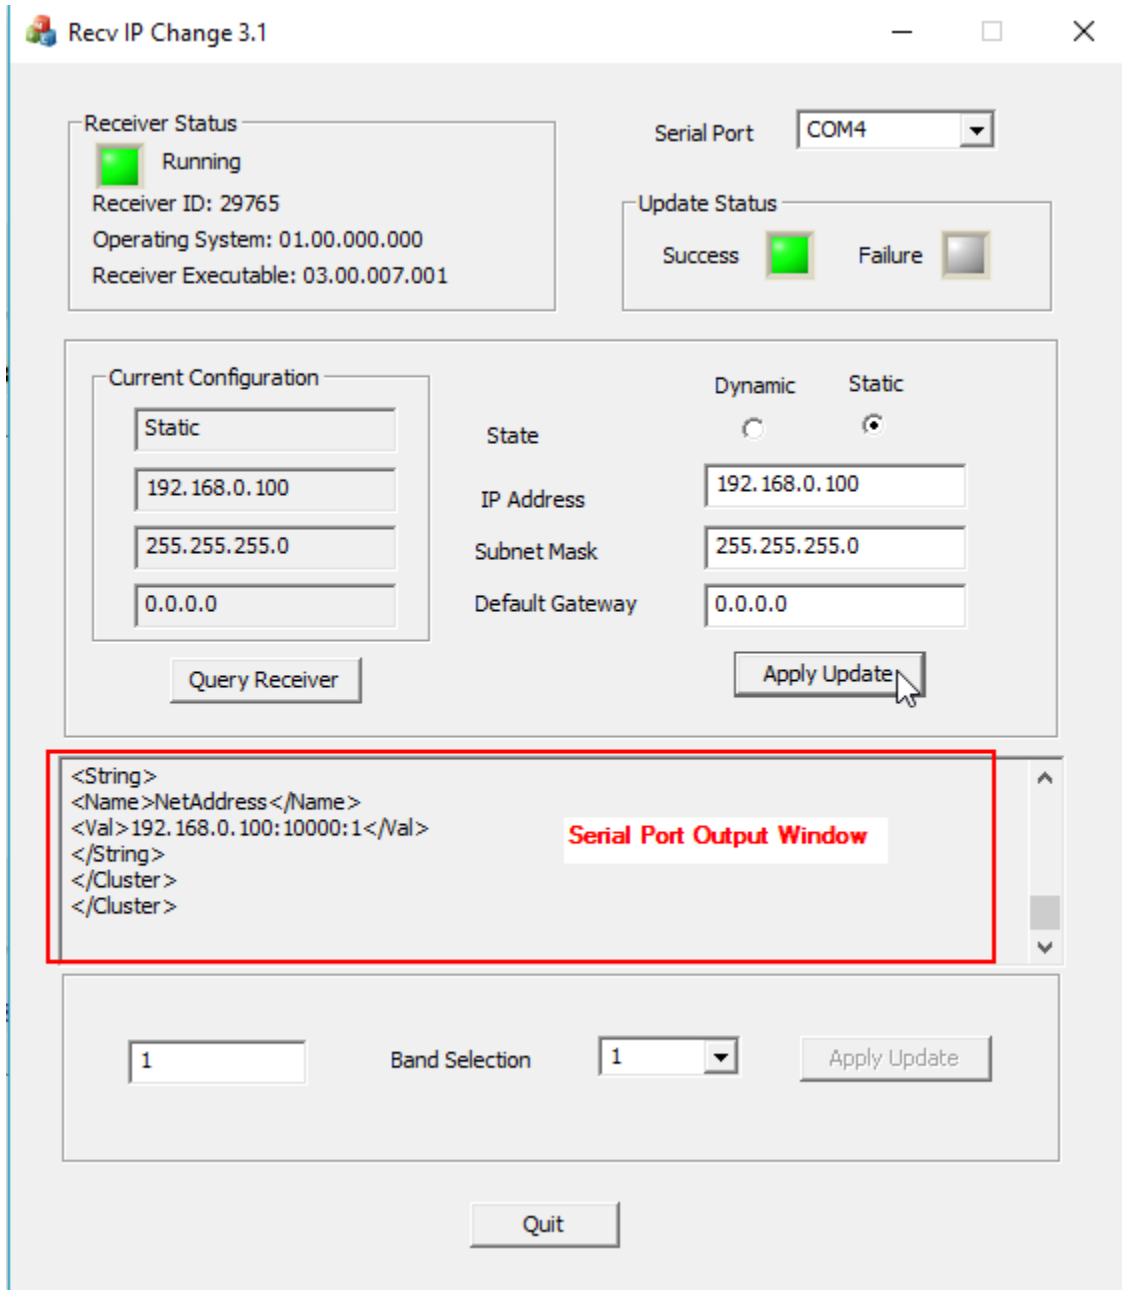 Recv IP Change 3.1
Receiver Status
Running
Receiver ID: 29765
Operating System: 01.00.000.000
Receiver Executable: 03.00.007.001
Serial Port
COM4
Update Status
Success
Failure
Current Configuration
Static
192.168.0.100
255.255.255.0
0.0.0.0
Query Receiver
Dynamic
Static
State
IP Address
192.168.0.100
Subnet Mask
255.255.255.0
Default Gateway
0.0.0.0
Apply Update
<String>
<Name>NetAddress</Name>
<Val>192.168.0.100:10000:1</Val>
</String>
</Cluster>
</Cluster>
Serial Port Output Window
1
Band Selection
1
Apply Update
Quit